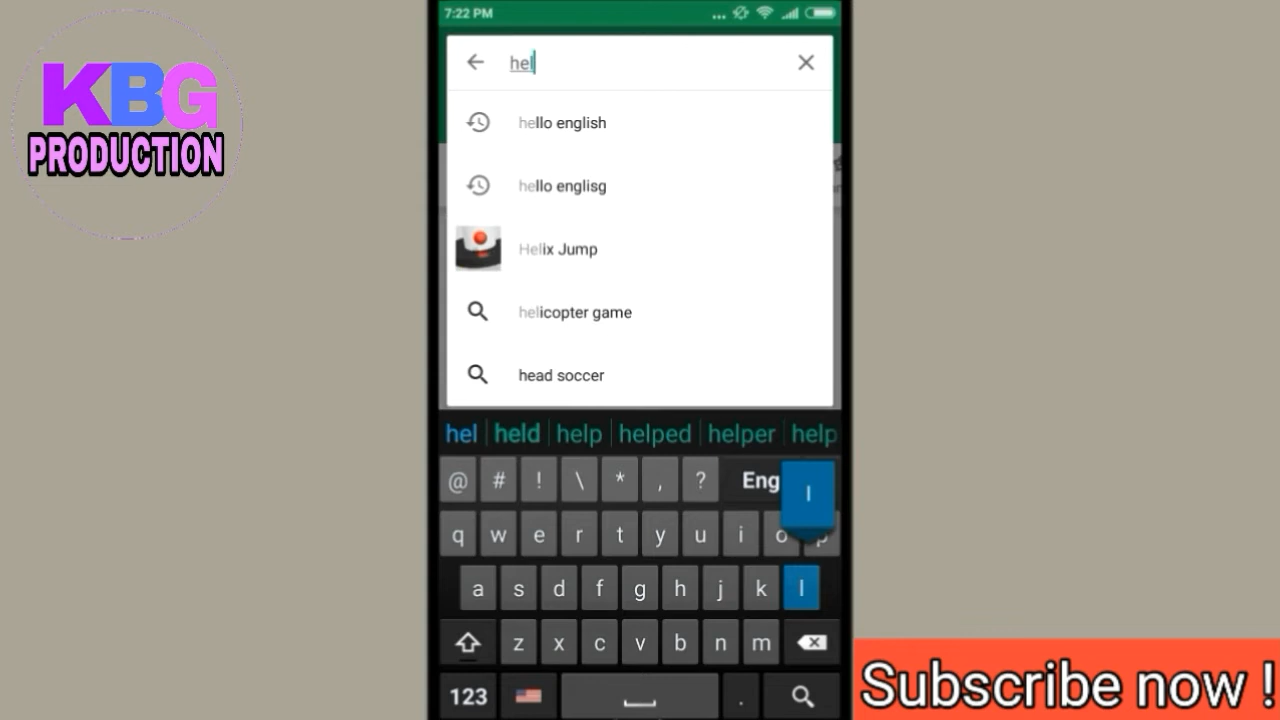 7:22 PM
KBG
PRODUCTION
hel
hello english
hello englisg
Helix Jump
helicopter game
head soccer
hel held help helped helper help
@ # ! \ * , ? Eng l
q w e r t y u i o p
a s d f g h j k l
z x c v b n m
123 .
Subscribe now !